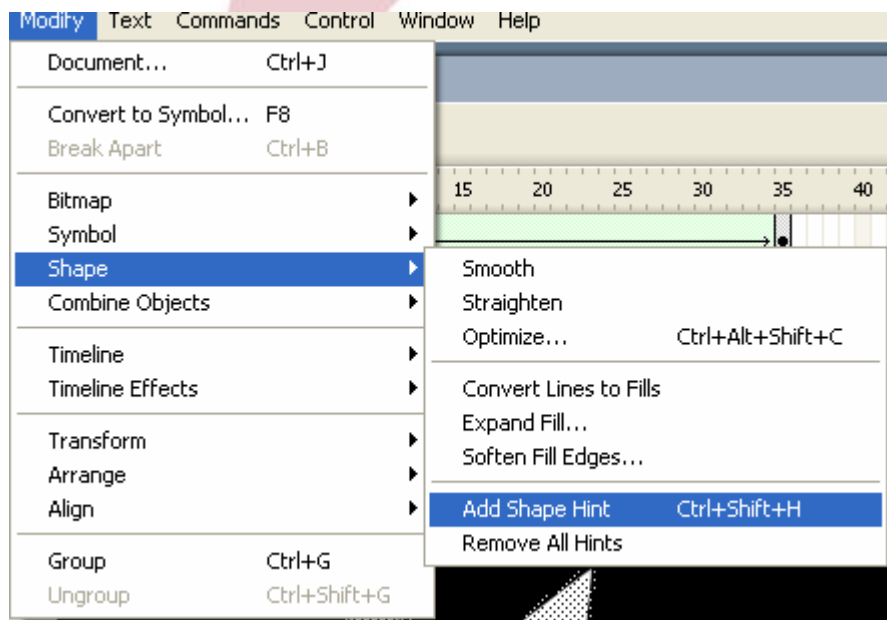 Modify Text Commands Control Window Help
Document... Ctrl+J
Convert to Symbol... F8
Break Apart Ctrl+B
Bitmap
Symbol
Shape
Combine Objects
Timeline
Timeline Effects
Transform
Arrange
Align
Group Ctrl+G
Ungroup Ctrl+Shift+G
15 20 25 30 35 40
Smooth
Straighten
Optimize... Ctrl+Alt+Shift+C
Convert Lines to Fills
Expand Fill...
Soften Fill Edges...
Add Shape Hint Ctrl+Shift+H
Remove All Hints